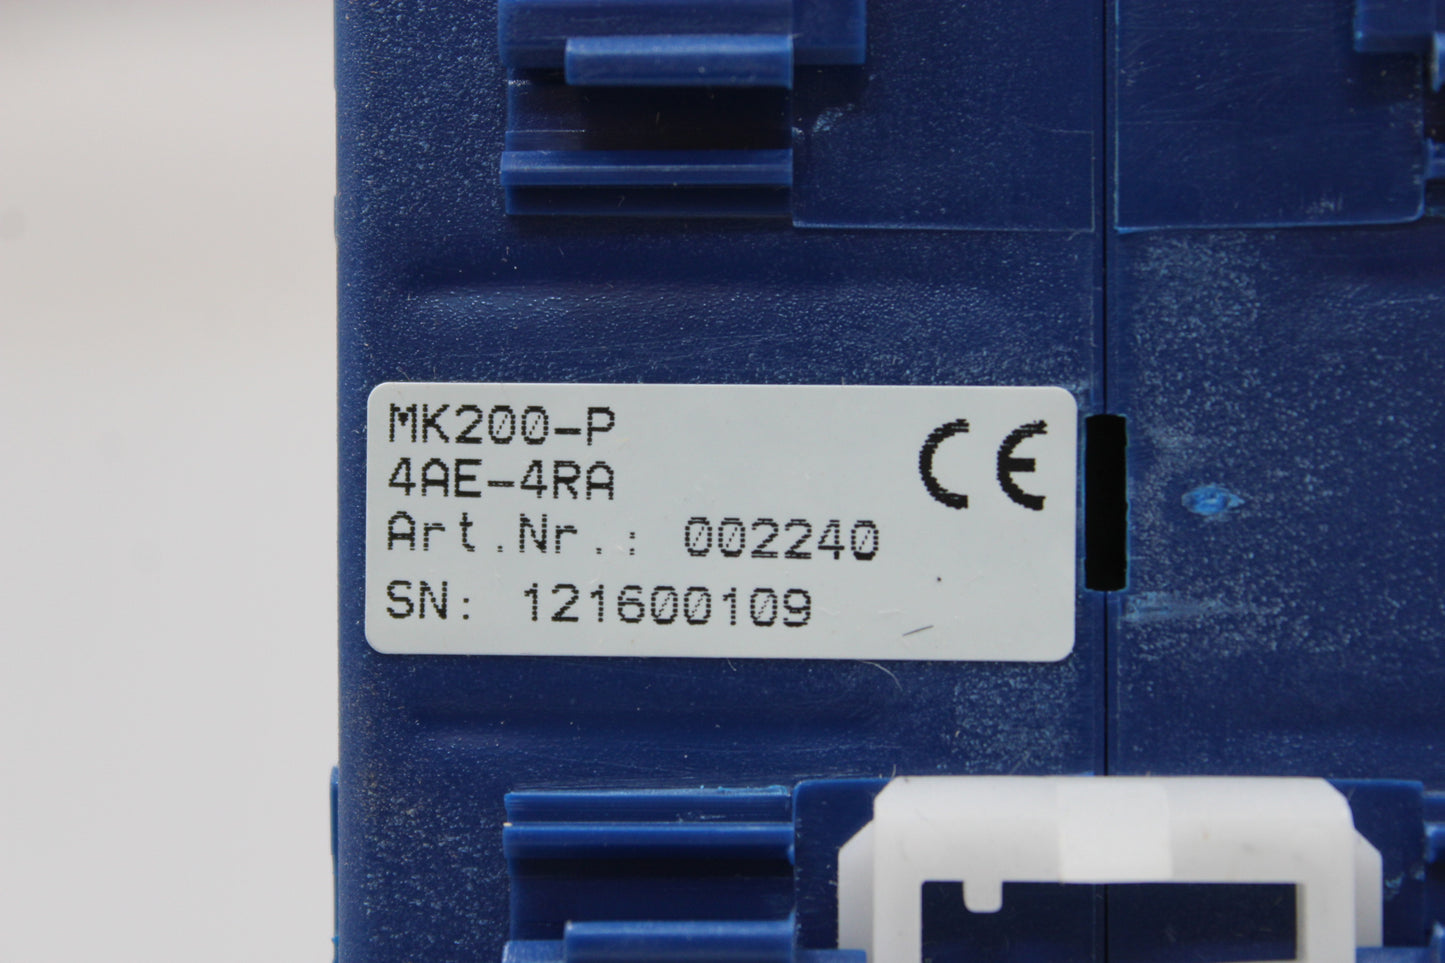 MK200-P
4AE-4RA
Art.Nr.: 002240
SN: 121600109
CE